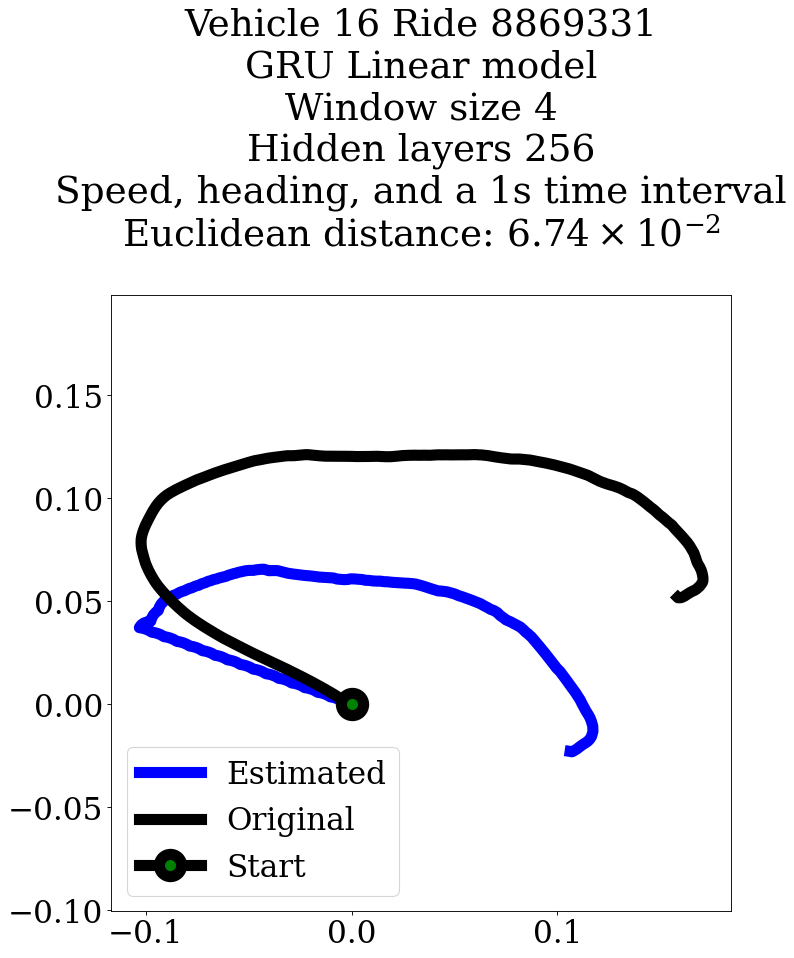 Vehicle 16 Ride 8869331
GRU Linear model
Window size 4
Hidden layers 256
Speed, heading, and a 1s time interval
Euclidean distance: 6.74 × 10⁻²
0.15
0.10
0.05
0.00
−0.05
−0.10
Estimated
Original
Start
−0.1
0.0
0.1